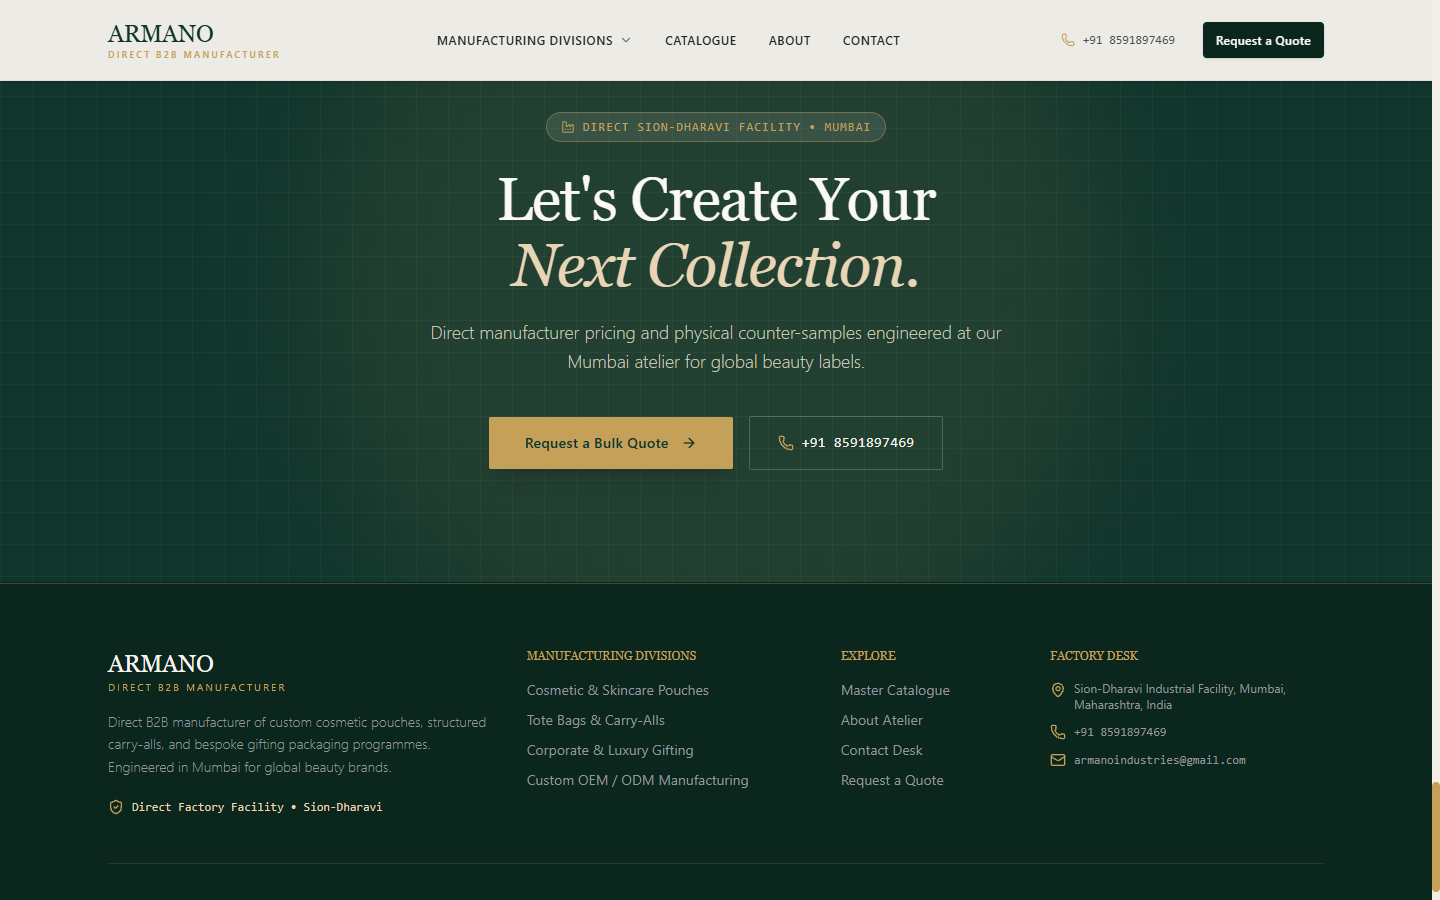 ARMANO
DIRECT B2B MANUFACTURER
MANUFACTURING DIVISIONS
CATALOGUE
ABOUT
CONTACT
+91 8591897469
Request a Quote
DIRECT SION-DHARAVI FACILITY • MUMBAI
Let's Create Your
Next Collection.
Direct manufacturer pricing and physical counter-samples engineered at our
Mumbai atelier for global beauty labels.
Request a Bulk Quote
+91 8591897469
ARMANO
DIRECT B2B MANUFACTURER
Direct B2B manufacturer of custom cosmetic pouches, structured
carry-alls, and bespoke gifting packaging programmes.
Engineered in Mumbai for global beauty brands.
Direct Factory Facility • Sion-Dharavi
MANUFACTURING DIVISIONS
Cosmetic & Skincare Pouches
Tote Bags & Carry-Alls
Corporate & Luxury Gifting
Custom OEM / ODM Manufacturing
EXPLORE
Master Catalogue
About Atelier
Contact Desk
Request a Quote
FACTORY DESK
Sion-Dharavi Industrial Facility, Mumbai,
Maharashtra, India
+91 8591897469
armanoindustries@gmail.com